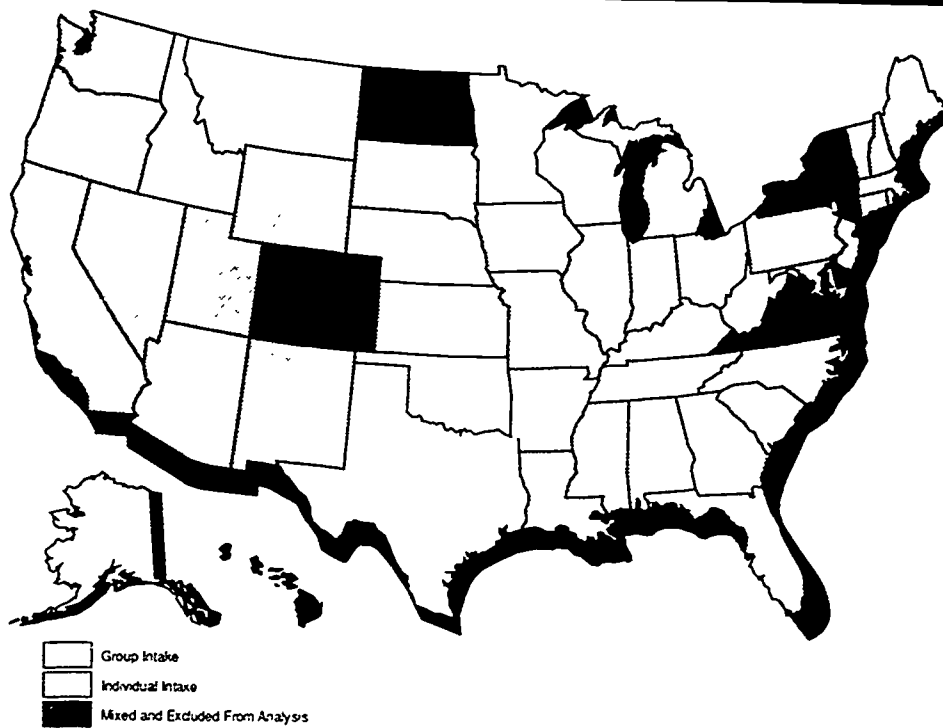 Group Intake
Individual Intake
Mixed and Excluded From Analysis